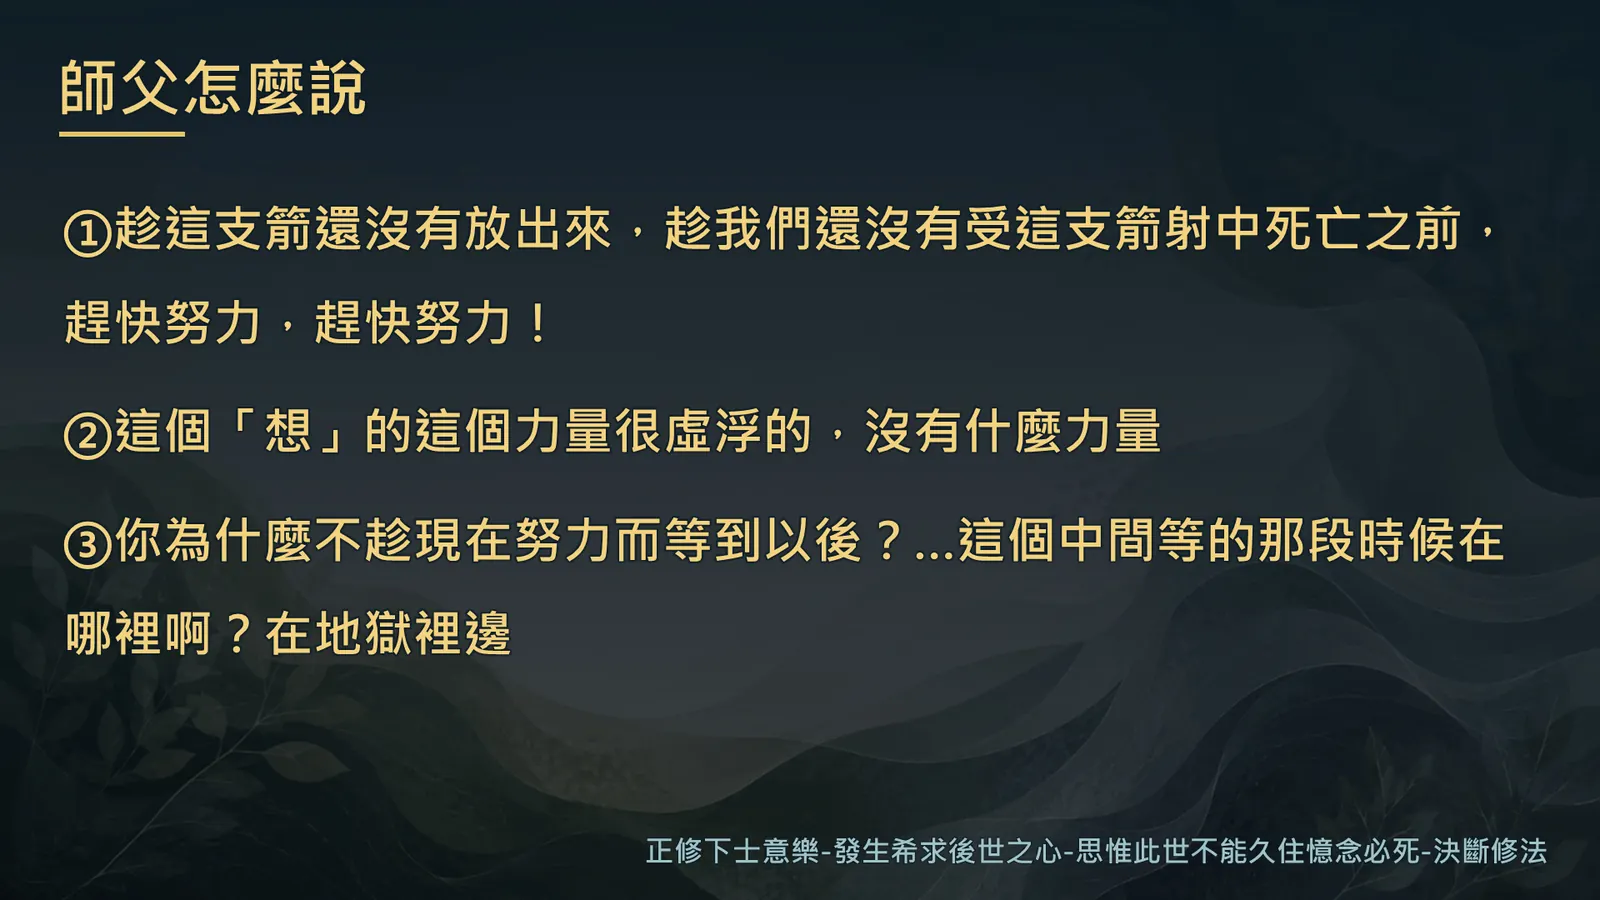 師父怎麼說
①趁這支箭還沒有放出來，趁我們還沒有受這支箭射中死亡之前，
趕快努力，趕快努力！
②這個「想」的這個力量很虛浮的，沒有什麼力量
③你為什麼不趁現在努力而等到以後？...這個中間等的那段時候在
哪裡啊？在地獄裡邊
正修下士意樂-發生希求後世之心-思惟此世不能久住憶念必死-決斷修法